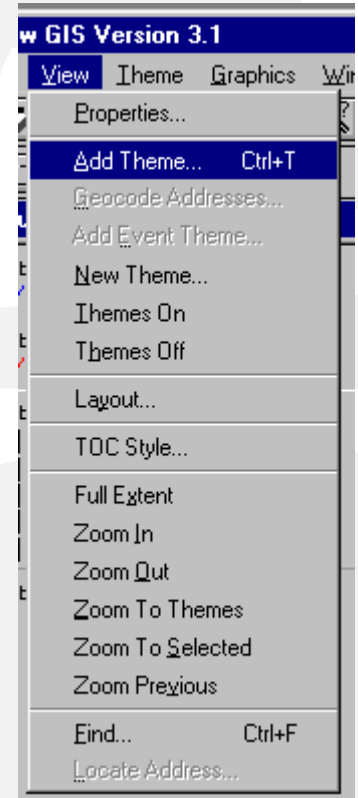 w GIS Version 3.1
View Theme Graphics
Properties...
Add Theme... Ctrl+T
Geocode Addresses...
Add Event Theme...
New Theme...
Themes On
Themes Off
Layout...
TOC Style...
Full Extent
Zoom In
Zoom Out
Zoom To Themes
Zoom To Selected
Zoom Previous
Find... Ctrl+F
Locate Address...